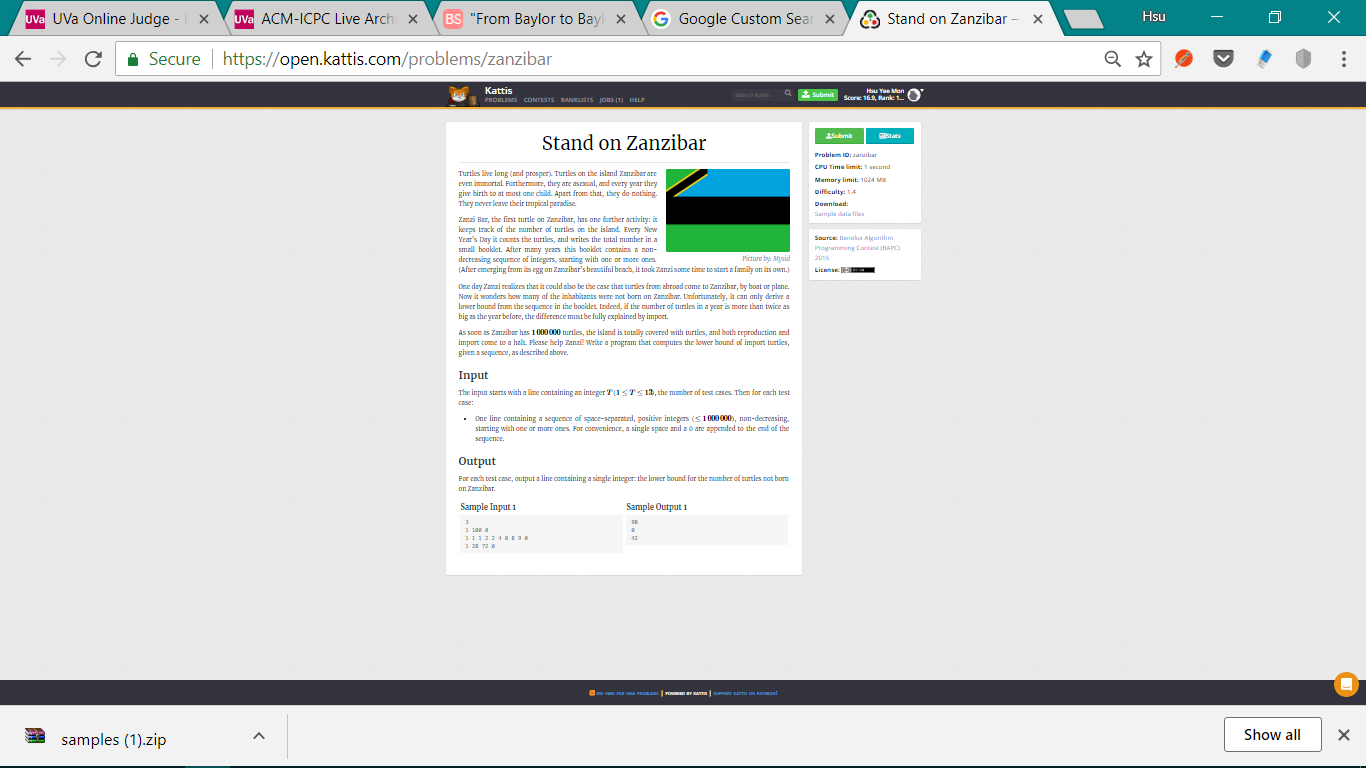 UVa UVa Online Judge -
UVa ACM-ICPC Live Arch
BS "From Baylor to Bayl
Google Custom Sear
Stand on Zanzibar –
Hsu
Secure https://open.kattis.com/problems/zanzibar
Kattis
PROBLEMS CONTESTS RANKLISTS JOBS (1) HELP
Search Kattis
Submit
Hsu Yee Mon
Score: 16.9, Rank: 1...
Stand on Zanzibar
Turtles live long (and prosper). Turtles on the island Zanzibar are
even immortal. Furthermore, they are asexual, and every year they
give birth to at most one child. Apart from that, they do nothing.
They never leave their tropical paradise.
Zanzi Bar, the first turtle on Zanzibar, has one further activity: it
keeps track of the number of turtles on the island. Every New
Year's Day it counts the turtles, and writes the total number in a
small booklet. After many years this booklet contains a non-
decreasing sequence of integers, starting with one or more ones.
Picture by: Mysid
(After emerging from its egg on Zanzibar's beautiful beach, it took Zanzi some time to start a family on its own.)
One day Zanzi realizes that it could also be the case that turtles from abroad come to Zanzibar, by boat or plane.
Now it wonders how many of the inhabitants were not born on Zanzibar. Unfortunately, it can only derive a
lower bound from the sequence in the booklet. Indeed, if the number of turtles in a year is more than twice as
big as the year before, the difference must be fully explained by import.
As soon as Zanzibar has 1 000 000 turtles, the island is totally covered with turtles, and both reproduction and
import come to a halt. Please help Zanzi! Write a program that computes the lower bound of import turtles,
given a sequence, as described above.
Input
The input starts with a line containing an integer T (1 ≤ T ≤ 13), the number of test cases. Then for each test
case:
• One line containing a sequence of space-separated, positive integers (≤ 1 000 000), non-decreasing,
starting with one or more ones. For convenience, a single space and a 0 are appended to the end of the
sequence.
Output
For each test case, output a line containing a single integer: the lower bound for the number of turtles not born
on Zanzibar.
Sample Input 1
3
1 100 0
1 1 1 2 2 4 8 8 9 0
1 28 72 0
Sample Output 1
98
0
42
Submit
Stats
Problem ID: zanzibar
CPU Time limit: 1 second
Memory limit: 1024 MB
Difficulty: 1.4
Download:
Sample data files
Source: Benelux Algorithm
Programming Contest (BAPC)
2015
License:
RSS FEED FOR NEW PROBLEMS | POWERED BY KATTIS | SUPPORT KATTIS ON PATREON!
samples (1).zip
Show all